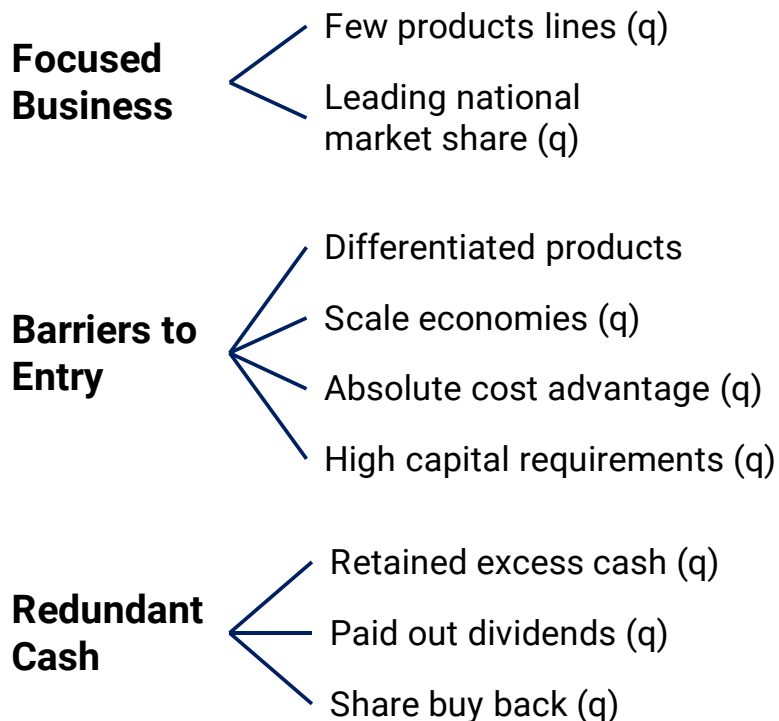 Focused
Business
Few products lines (q)
Leading national
market share (q)
Barriers to
Entry
Differentiated products
Scale economies (q)
Absolute cost advantage (q)
High capital requirements (q)
Redundant
Cash
Retained excess cash (q)
Paid out dividends (q)
Share buy back (q)